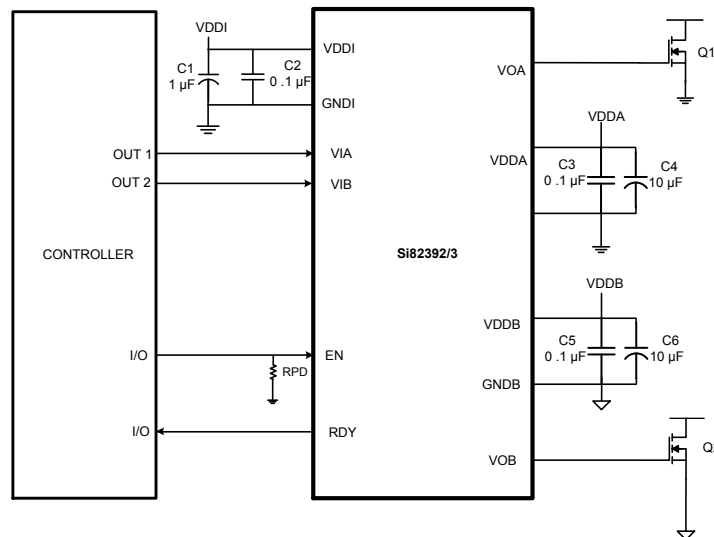 VDDI
C1
1 µF
C2
0 .1 µF
VDDI
GNDI
OUT 1
OUT 2
VIA
VIB
CONTROLLER
I/O
RPD
EN
I/O
RDY
Si82392/3
VOA
Q1
VDDA
VDDA
C3
0 .1 µF
C4
10 µF
VDDB
VDDB
C5
0 .1 µF
C6
10 µF
GNDB
VOB